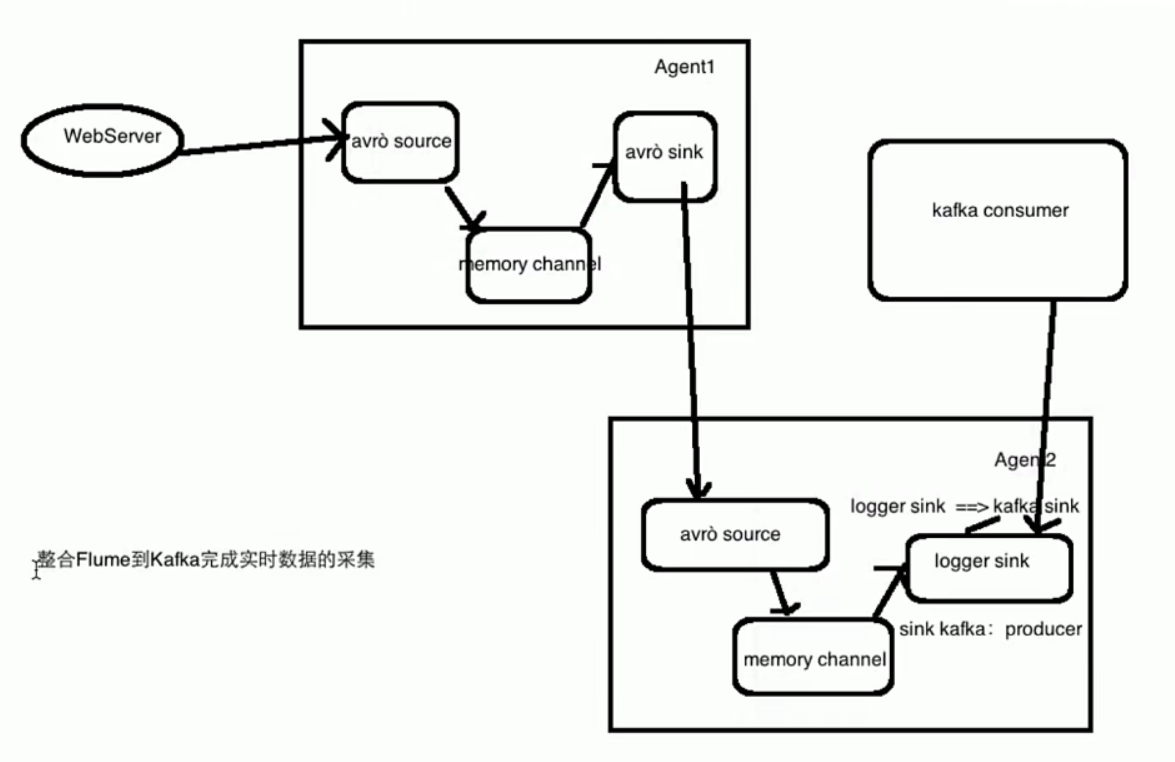 Agent1
WebServer
avrò source
avrò sink
memory channel
kafka consumer
Agent2
logger sink ==> kafka sink
avrò source
logger sink
整合Flume到Kafka完成实时数据的采集
sink kafka：producer
memory channel